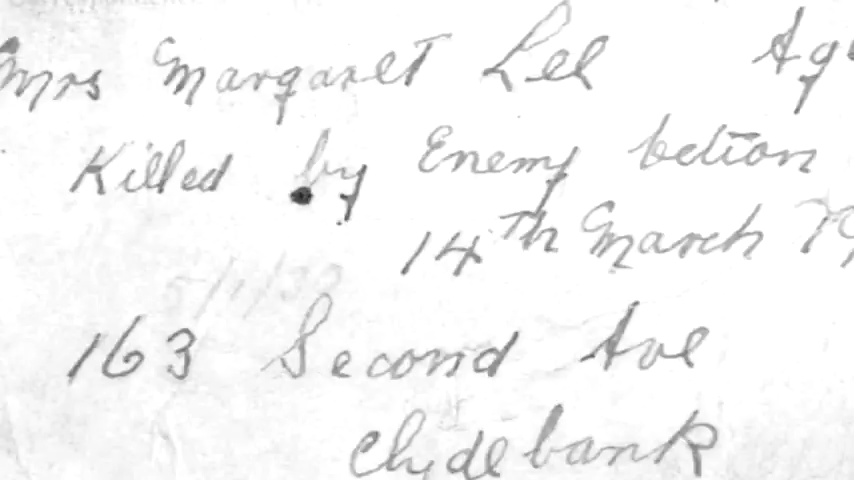 Mrs Margaret Lee
Killed by Enemy Action
14th March
163 Second Ave
Clydebank